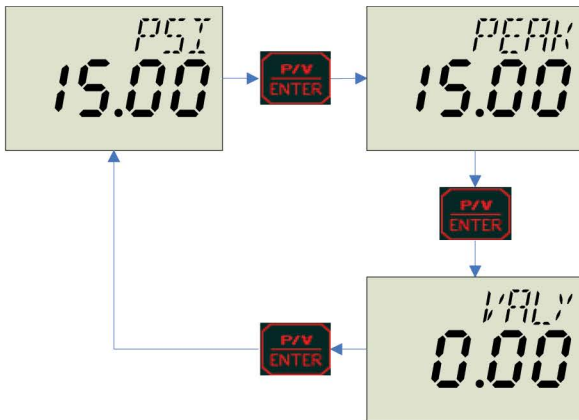 PSI
15.00
P/V
ENTER
PEAK
15.00
P/V
ENTER
VALY
0.00
P/V
ENTER